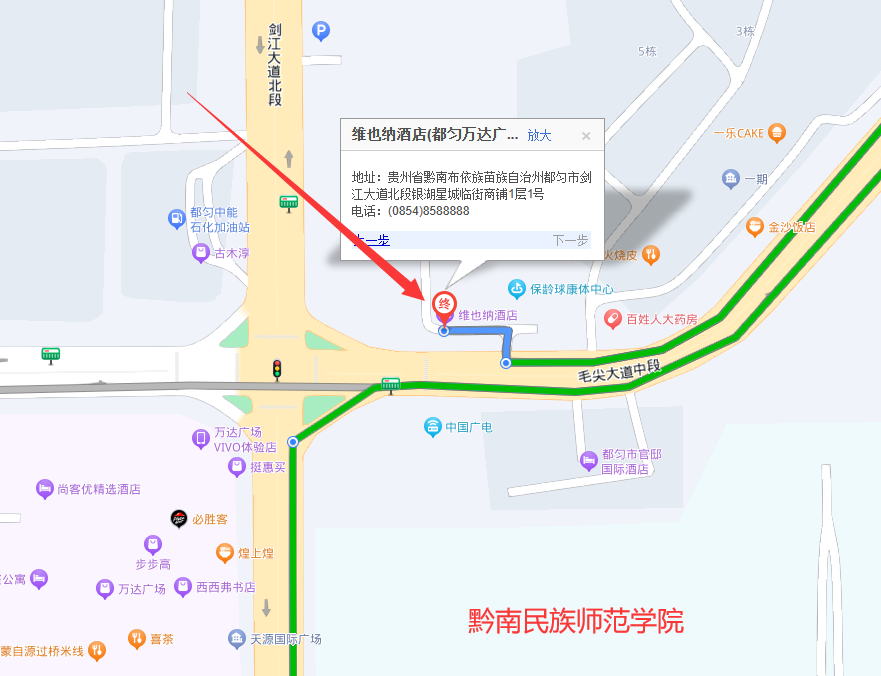 剑江大道北段
P
3栋
5栋
维也纳酒店(都匀万达广... 放大
一乐CAKE
地址：贵州省黔南布依族苗族自治州都匀市剑
江大道北段银湖星城临街商铺1层1号
电话：(0854)8588888
一期
都匀中能
石化加油站
金沙饭店
上一步 下一步
古木淳
火烧皮
保龄球康体中心
终
维也纳酒店
百姓人大药房
毛尖大道中段
万达广场
VIVO体验店
中国广电
挺惠买
都匀市官邸
国际酒店
尚客优精选酒店
必胜客
煌上煌
步步高
公寓
万达广场
西西弗书店
黔南民族师范学院
喜茶
天源国际广场
蒙自源过桥米线